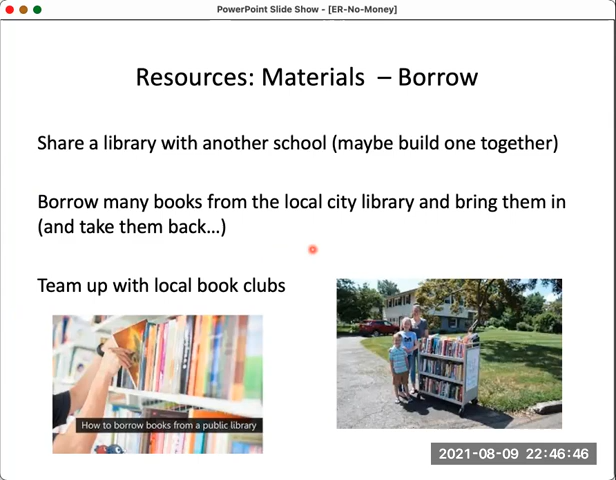 PowerPoint Slide Show - [ER-No-Money]
Resources: Materials – Borrow
Share a library with another school (maybe build one together)
Borrow many books from the local city library and bring them in
(and take them back…)
Team up with local book clubs
How to borrow books from a public library
2021-08-09 22:46:46